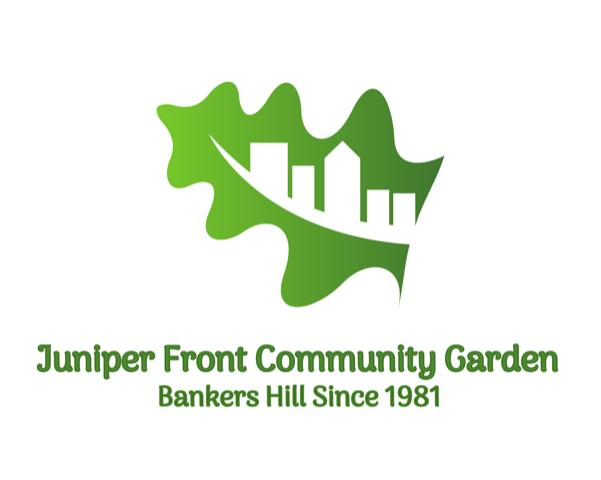 Juniper Front Community Garden
Bankers Hill Since 1981